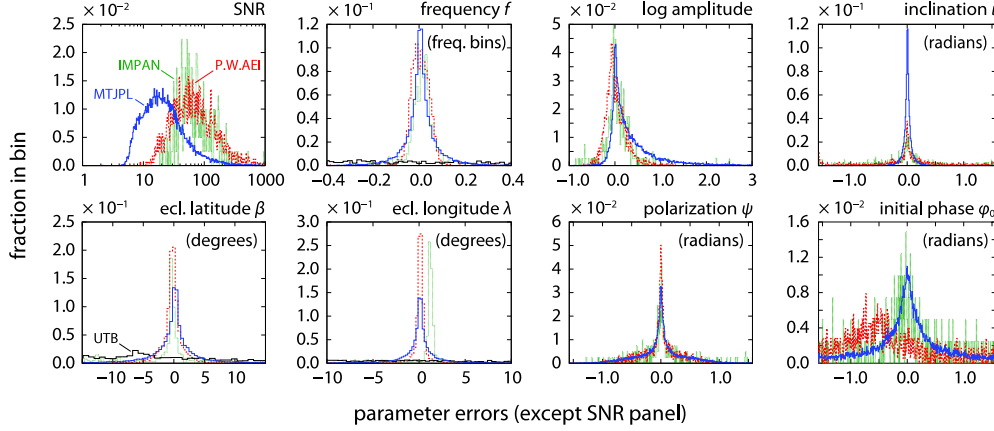 × 10⁻² SNR
2.5
2.0
1.5
1.0
0.5
0.0
1 10 100 1000
IMPAN
P.W.AEI
MTJPL
× 10⁻¹ frequency f
(freq. bins)
1.2
1.0
0.8
0.6
0.4
0.2
0.0
−0.4 −0.2 0.0 0.2 0.4
× 10⁻² log amplitude
5
4
3
2
1
0
−1.0 0.0 1.0 2.0 3
× 10⁻¹ inclination
(radians)
1.2
1.0
0.8
0.6
0.4
0.2
0.0
−1.0 0.0 1.0
fraction in bin
× 10⁻¹ ecl. latitude β
(degrees)
2.5
2.0
1.5
1.0
0.5
0.0
−10 −5 0 5 10
UTB
× 10⁻¹ ecl. longitude λ
(degrees)
3.0
2.5
2.0
1.5
1.0
0.5
0.0
−10 −5 0 5 10
× 10⁻² polarization ψ
(radians)
6
5
4
3
2
1
0
−1.0 0.0 1.0
× 10⁻² initial phase φ₀
(radians)
1.6
1.2
0.8
0.4
0.0
−1.0 0.0 1.0
parameter errors (except SNR panel)